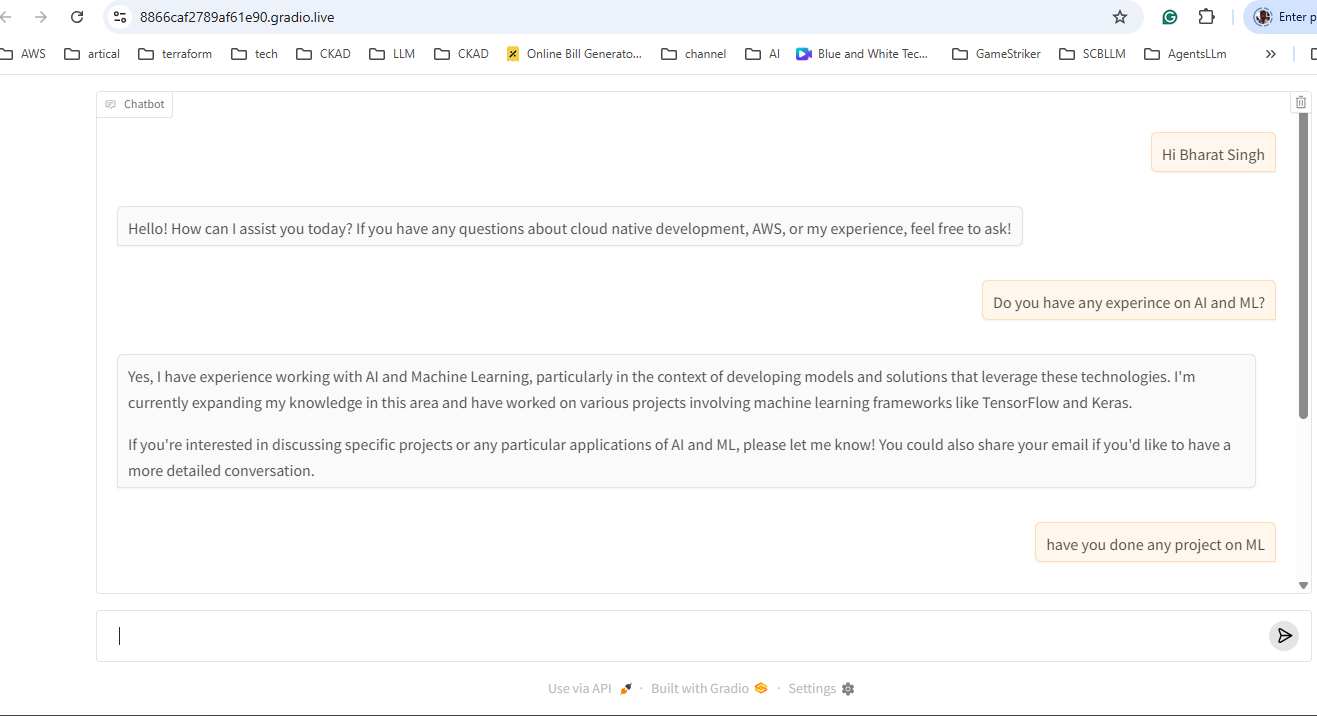 8866caf2789af61e90.gradio.live
Enter p
AWS artical terraform tech CKAD LLM CKAD Online Bill Generato... channel AI Blue and White Tec... GameStriker SCBLLM AgentsLLm »
Chatbot
Hi Bharat Singh
Hello! How can I assist you today? If you have any questions about cloud native development, AWS, or my experience, feel free to ask!
Do you have any experince on AI and ML?
Yes, I have experience working with AI and Machine Learning, particularly in the context of developing models and solutions that leverage these technologies. I'm
currently expanding my knowledge in this area and have worked on various projects involving machine learning frameworks like TensorFlow and Keras.
If you're interested in discussing specific projects or any particular applications of AI and ML, please let me know! You could also share your email if you'd like to have a
more detailed conversation.
have you done any project on ML
Use via API · Built with Gradio · Settings